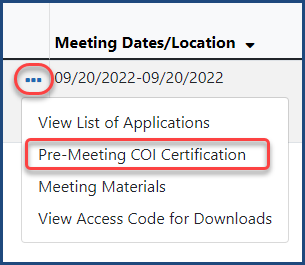 Meeting Dates/Location
09/20/2022-09/20/2022
View List of Applications
Pre-Meeting COI Certification
Meeting Materials
View Access Code for Downloads